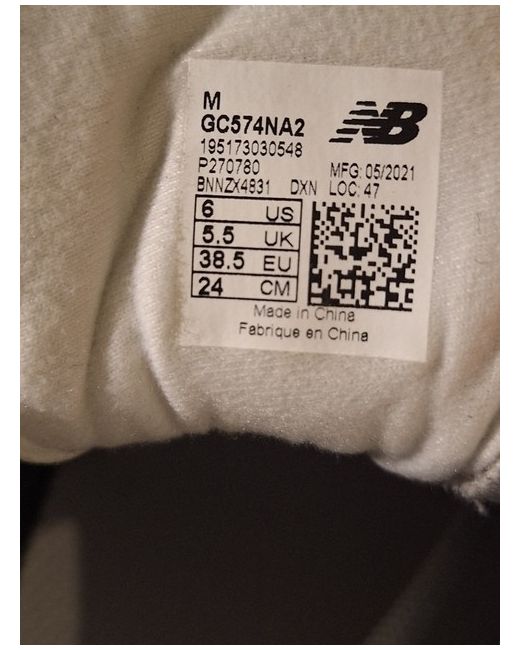 M
GC574NA2
NB
195173030548
P270780
MFG: 05/2021
BNNZX4831 DXN LOC: 47
6 US
5.5 UK
38.5 EU
24 CM
Made in China
Fabrique en China